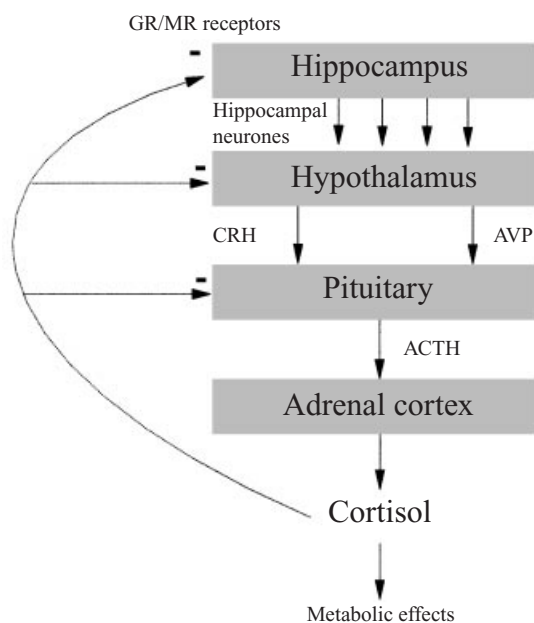 GR/MR receptors
-
Hippocampus
Hippocampal
neurones
-
Hypothalamus
CRH
AVP
-
Pituitary
ACTH
Adrenal cortex
Cortisol
Metabolic effects